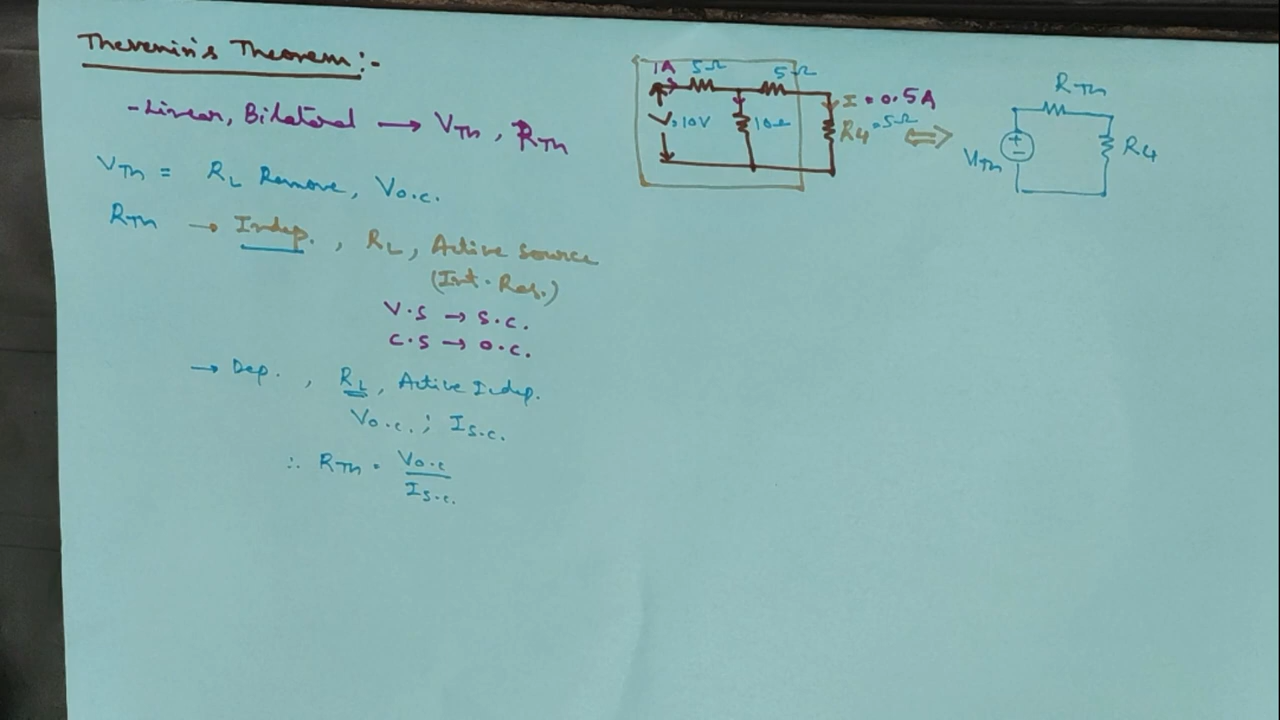 Thevenin's Theorem:-
- Linear, Bilateral → VTh, RTh
VTh = RL Remove, Vo.c.
RTh → Indep., RL, Active Source
(Int. Res.)
V.S → S.C.
C.S → O.C.
→ Dep., RL, Active Indep.
Vo.c. ; Is.c.
∴ RTh = Vo.c / Is.c.
1A 5Ω 5Ω
V=10V 10Ω
I = 0.5A
R4=5Ω ⇔
RTh
VTh + − R4